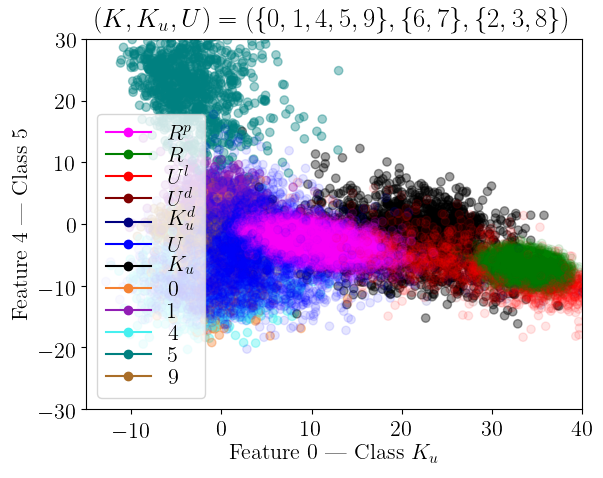 (K, K_u, U) = ({0, 1, 4, 5, 9}, {6, 7}, {2, 3, 8})
30
20
10
0
−10
−20
−30
Feature 4 — Class 5
R^p
R
U^l
U^d
K_u^d
U
K_u
0
1
4
5
9
−10
0
10
20
30
40
Feature 0 — Class K_u